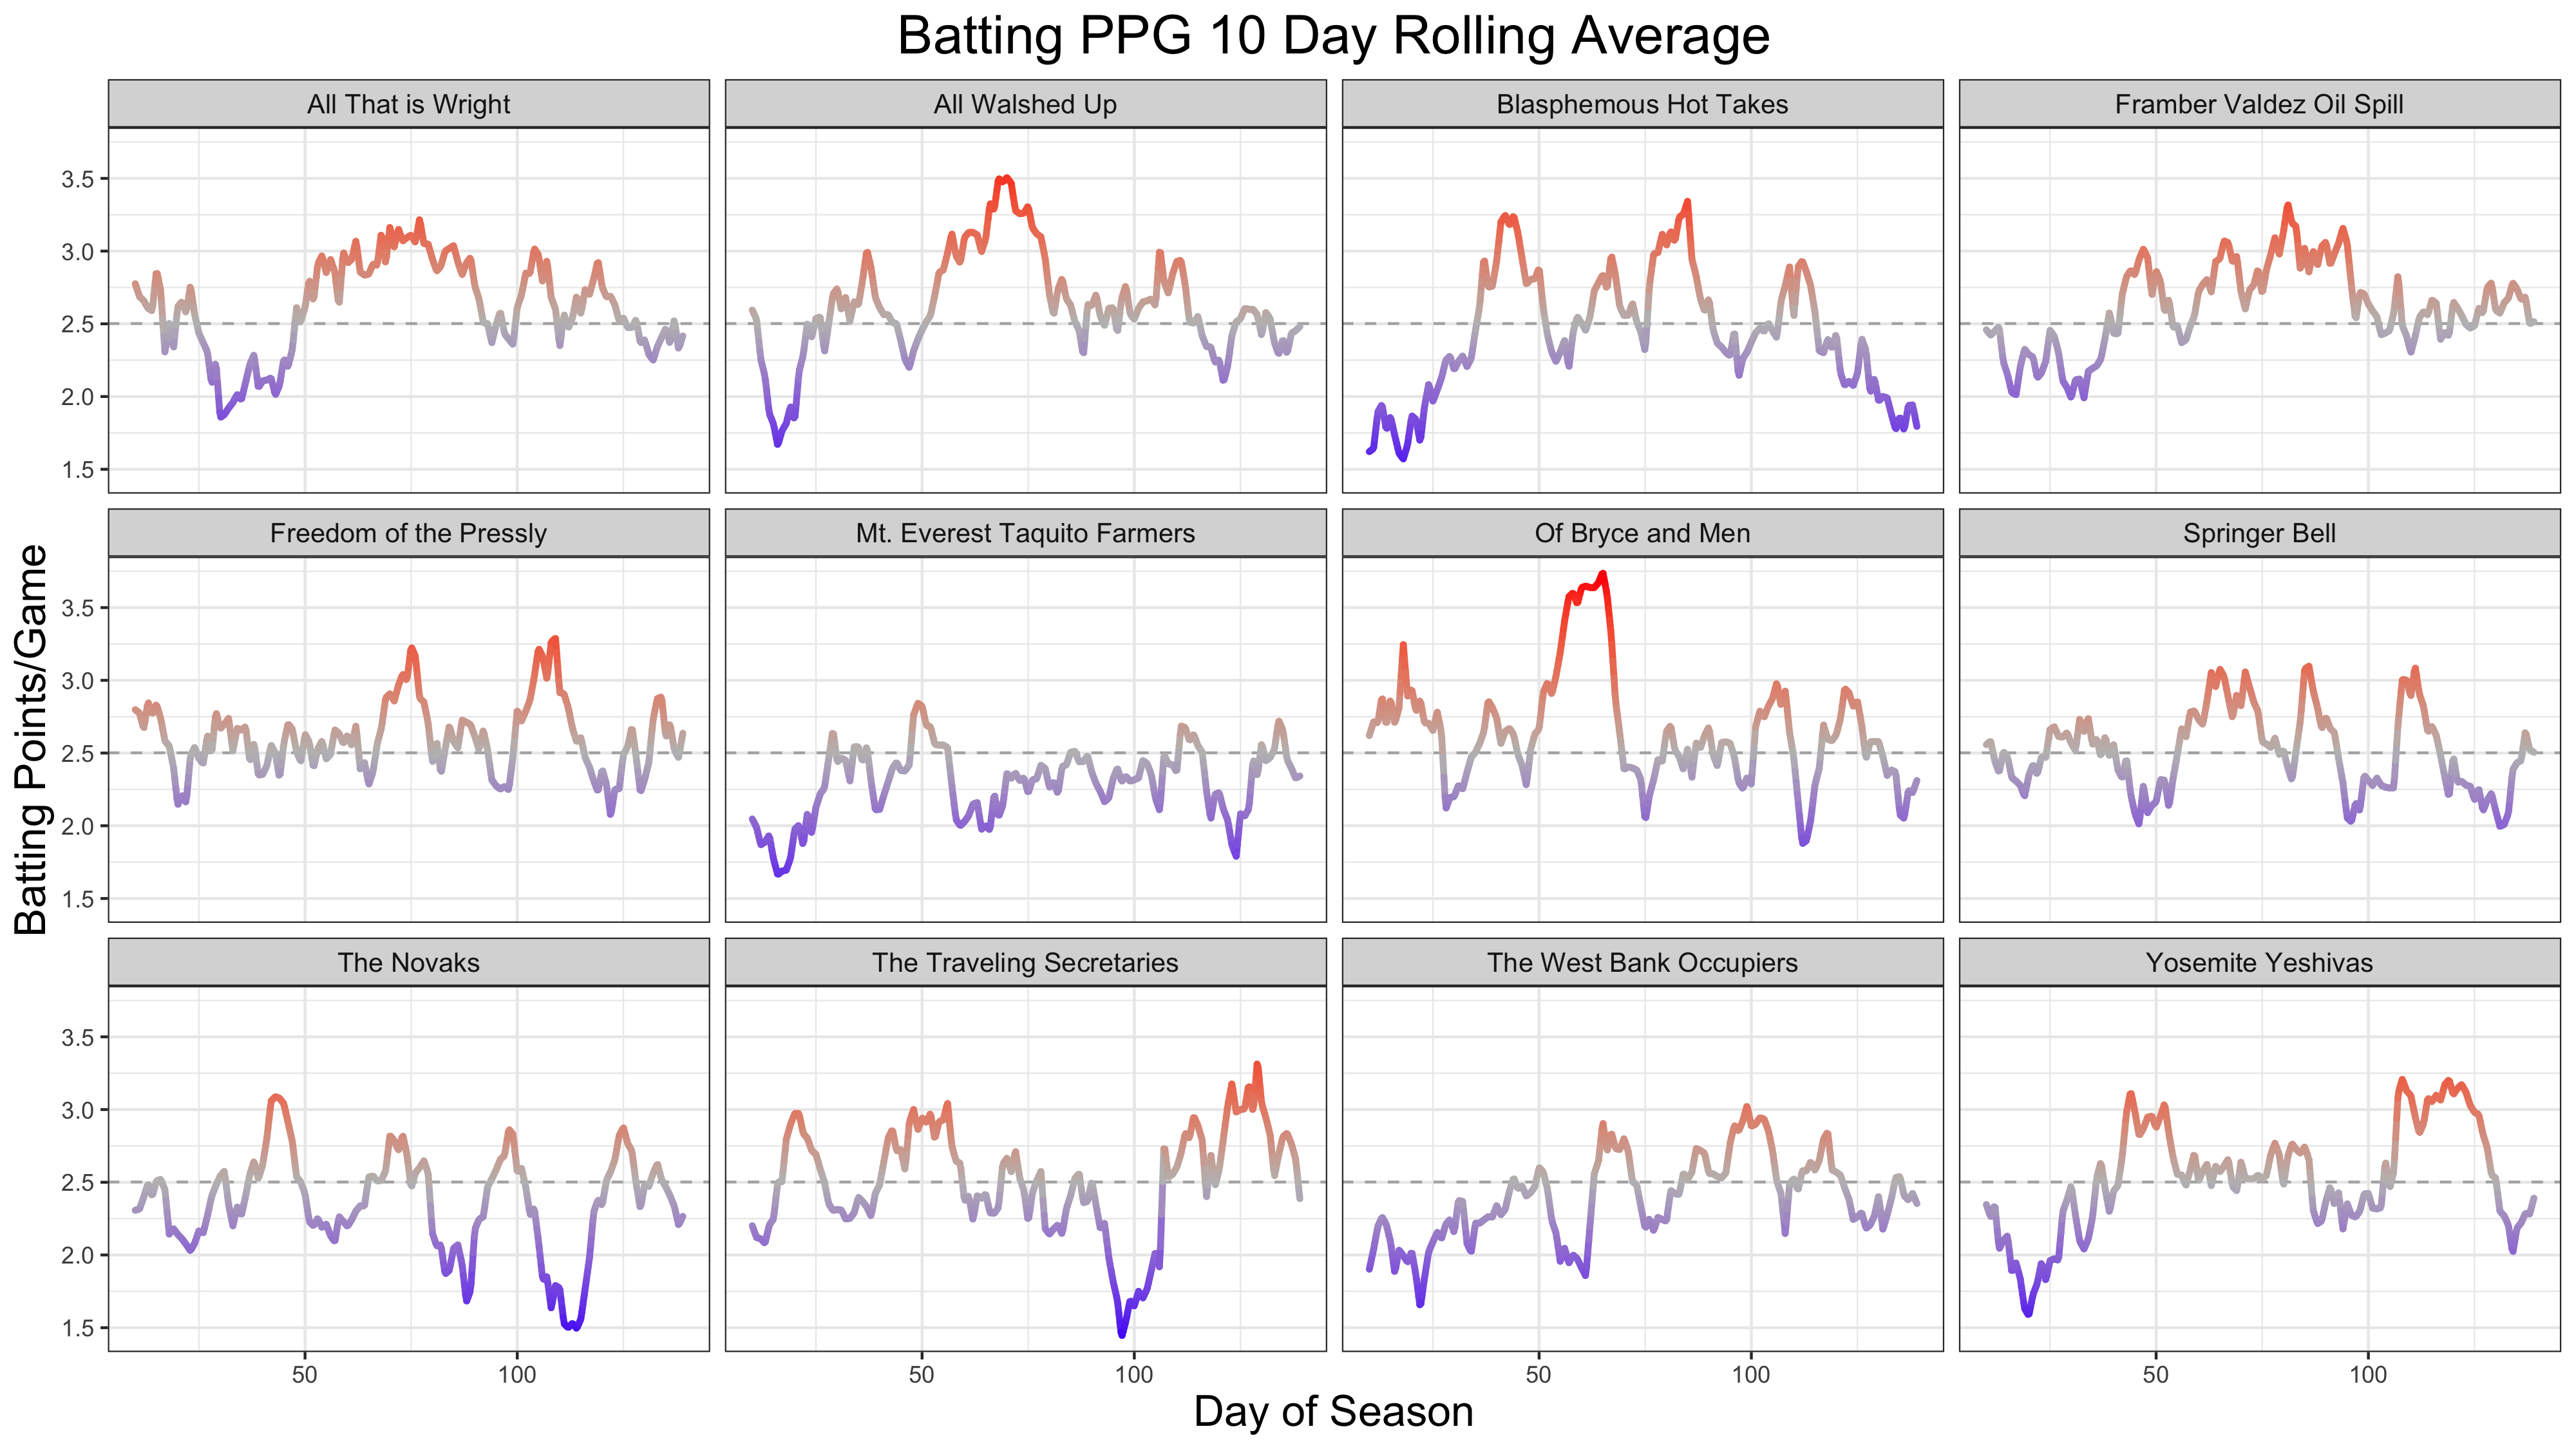 Batting PPG 10 Day Rolling Average
All That is Wright
All Walshed Up
Blasphemous Hot Takes
Framber Valdez Oil Spill
3.5
3.0
2.5
2.0
1.5
Freedom of the Pressly
Mt. Everest Taquito Farmers
Of Bryce and Men
Springer Bell
3.5
3.0
2.5
2.0
1.5
Batting Points/Game
The Novaks
The Traveling Secretaries
The West Bank Occupiers
Yosemite Yeshivas
3.5
3.0
2.5
2.0
1.5
50 100 50 100 50 100 50 100
Day of Season